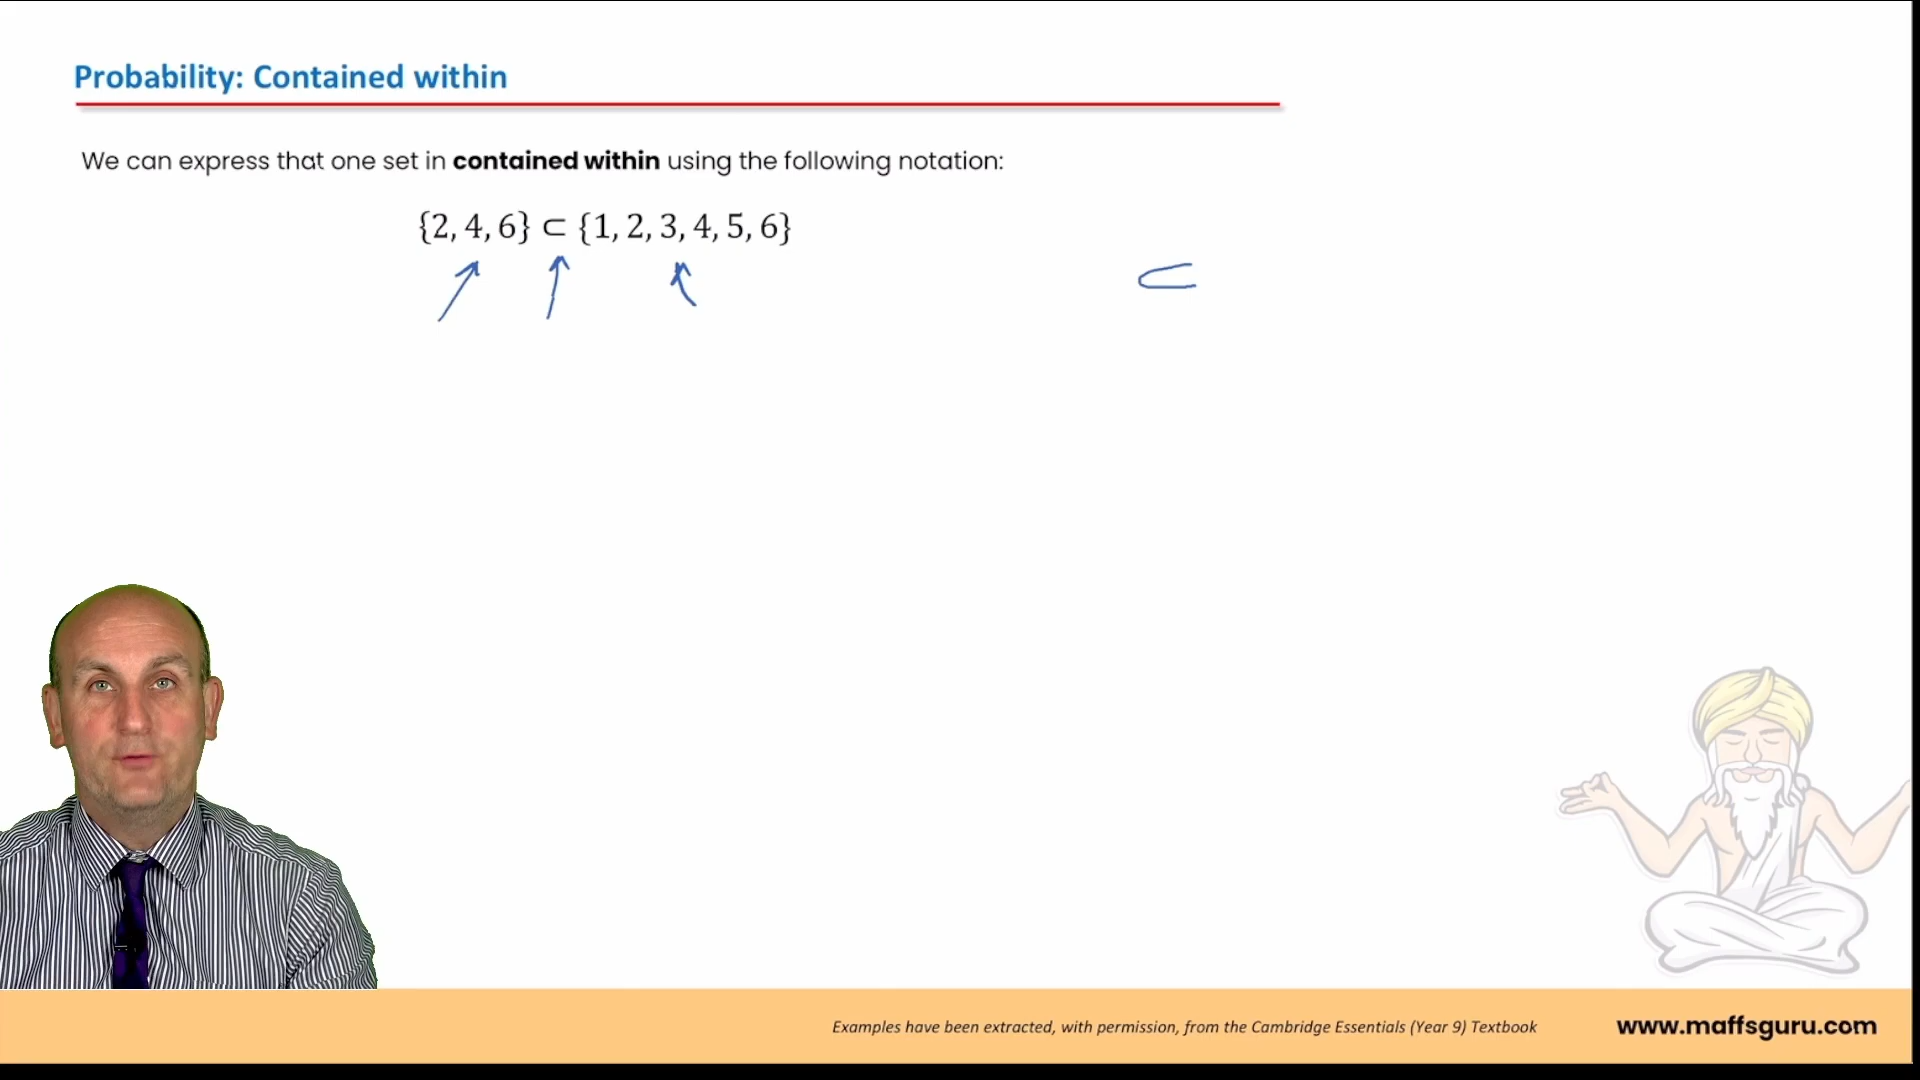 Probability: Contained within
We can express that one set in contained within using the following notation:
{2, 4, 6} ⊂ {1, 2, 3, 4, 5, 6}
⊂
Examples have been extracted, with permission, from the Cambridge Essentials (Year 9) Textbook
www.maffsguru.com